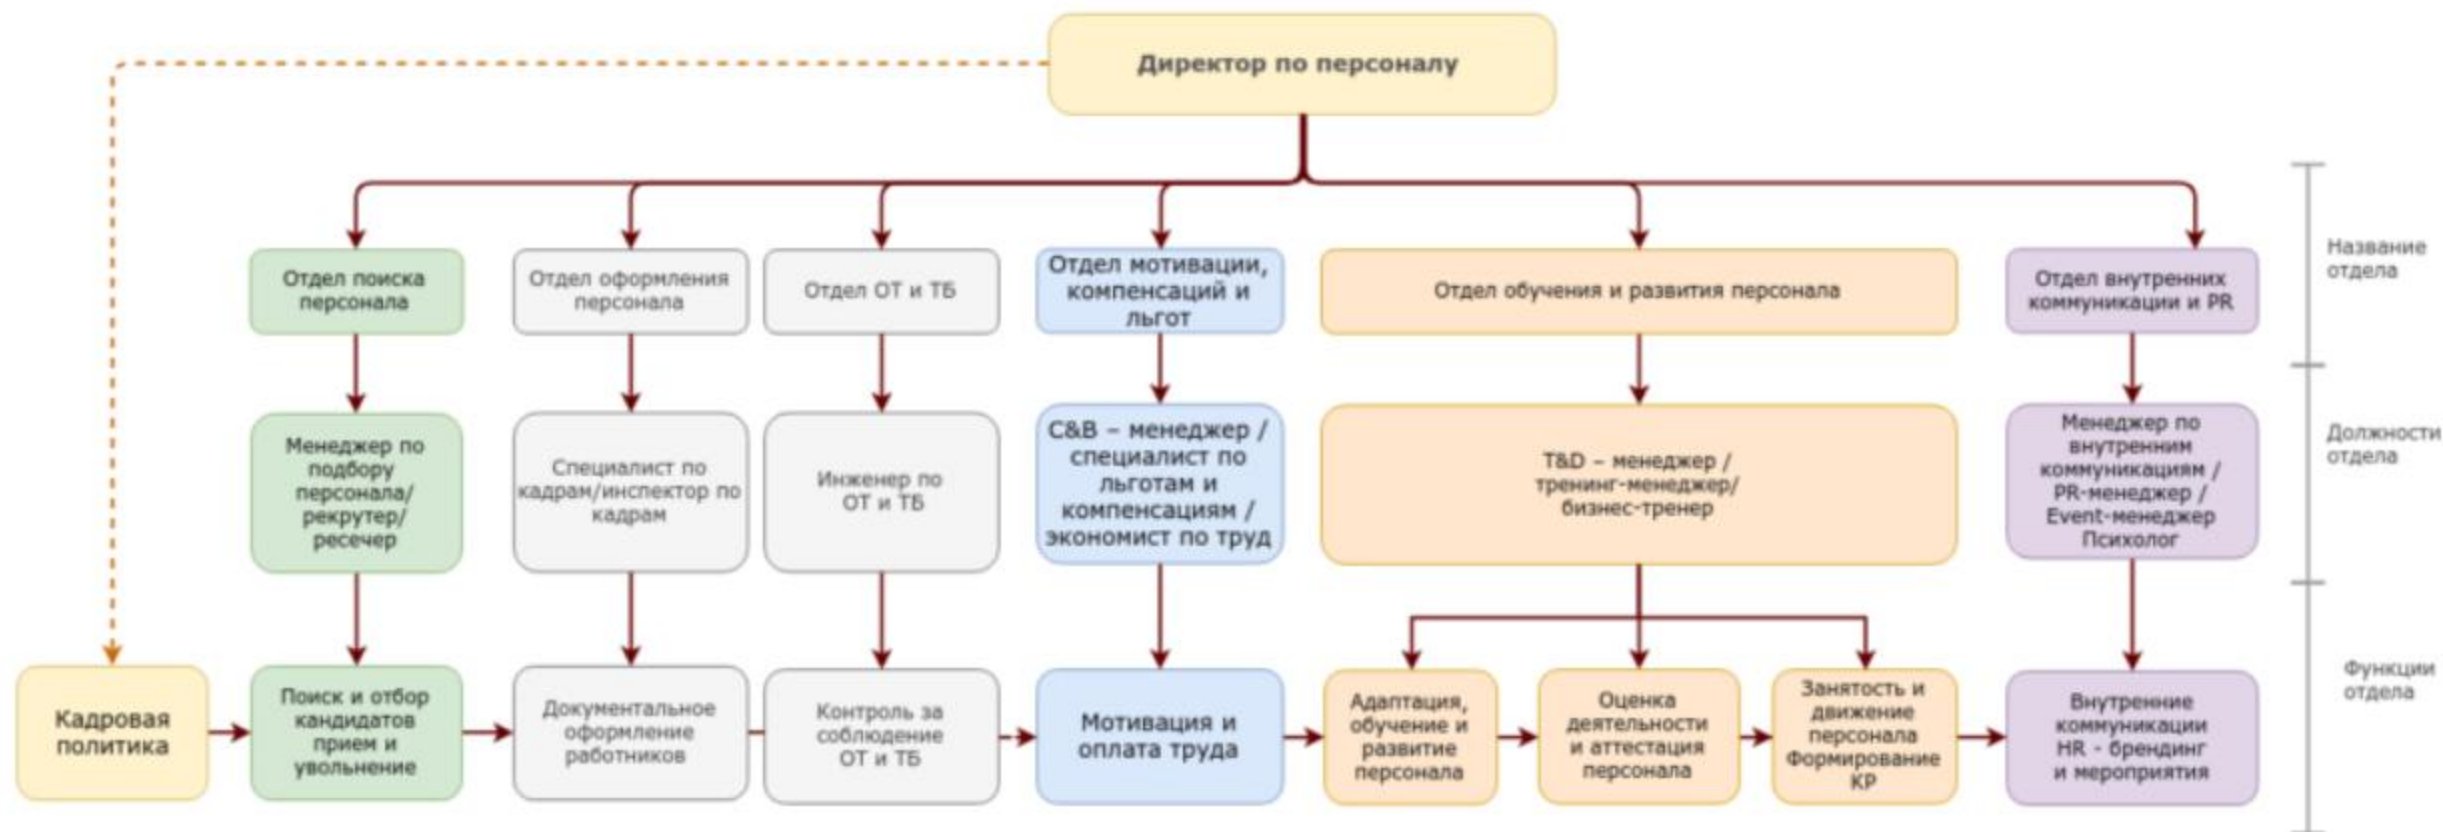 Директор по персоналу
Отдел поиска
персонала
Отдел оформления
персонала
Отдел ОТ и ТБ
Отдел мотивации,
компенсаций и
льгот
Отдел обучения и развития персонала
Отдел внутренних
коммуникации и PR
Название
отдела
Менеджер по
подбору
персонала/
рекрутер/
ресечер
Специалист по
кадрам/инспектор по
кадрам
Инженер по
ОТ и ТБ
C&B – менеджер /
специалист по
льготам и
компенсациям /
экономист по труд
T&D – менеджер /
тренинг-менеджер/
бизнес-тренер
Менеджер по
внутренним
коммуникациям /
PR-менеджер /
Event-менеджер
Психолог
Должности
отдела
Кадровая
политика
Поиск и отбор
кандидатов
прием и
увольнение
Документальное
оформление
работников
Контроль за
соблюдение
ОТ и ТБ
Мотивация и
оплата труда
Адаптация,
обучение и
развитие
персонала
Оценка
деятельности
и аттестация
персонала
Занятость и
движение
персонала
Формирование
КР
Внутренние
коммуникации
HR - брендинг
и мероприятия
Функции
отдела